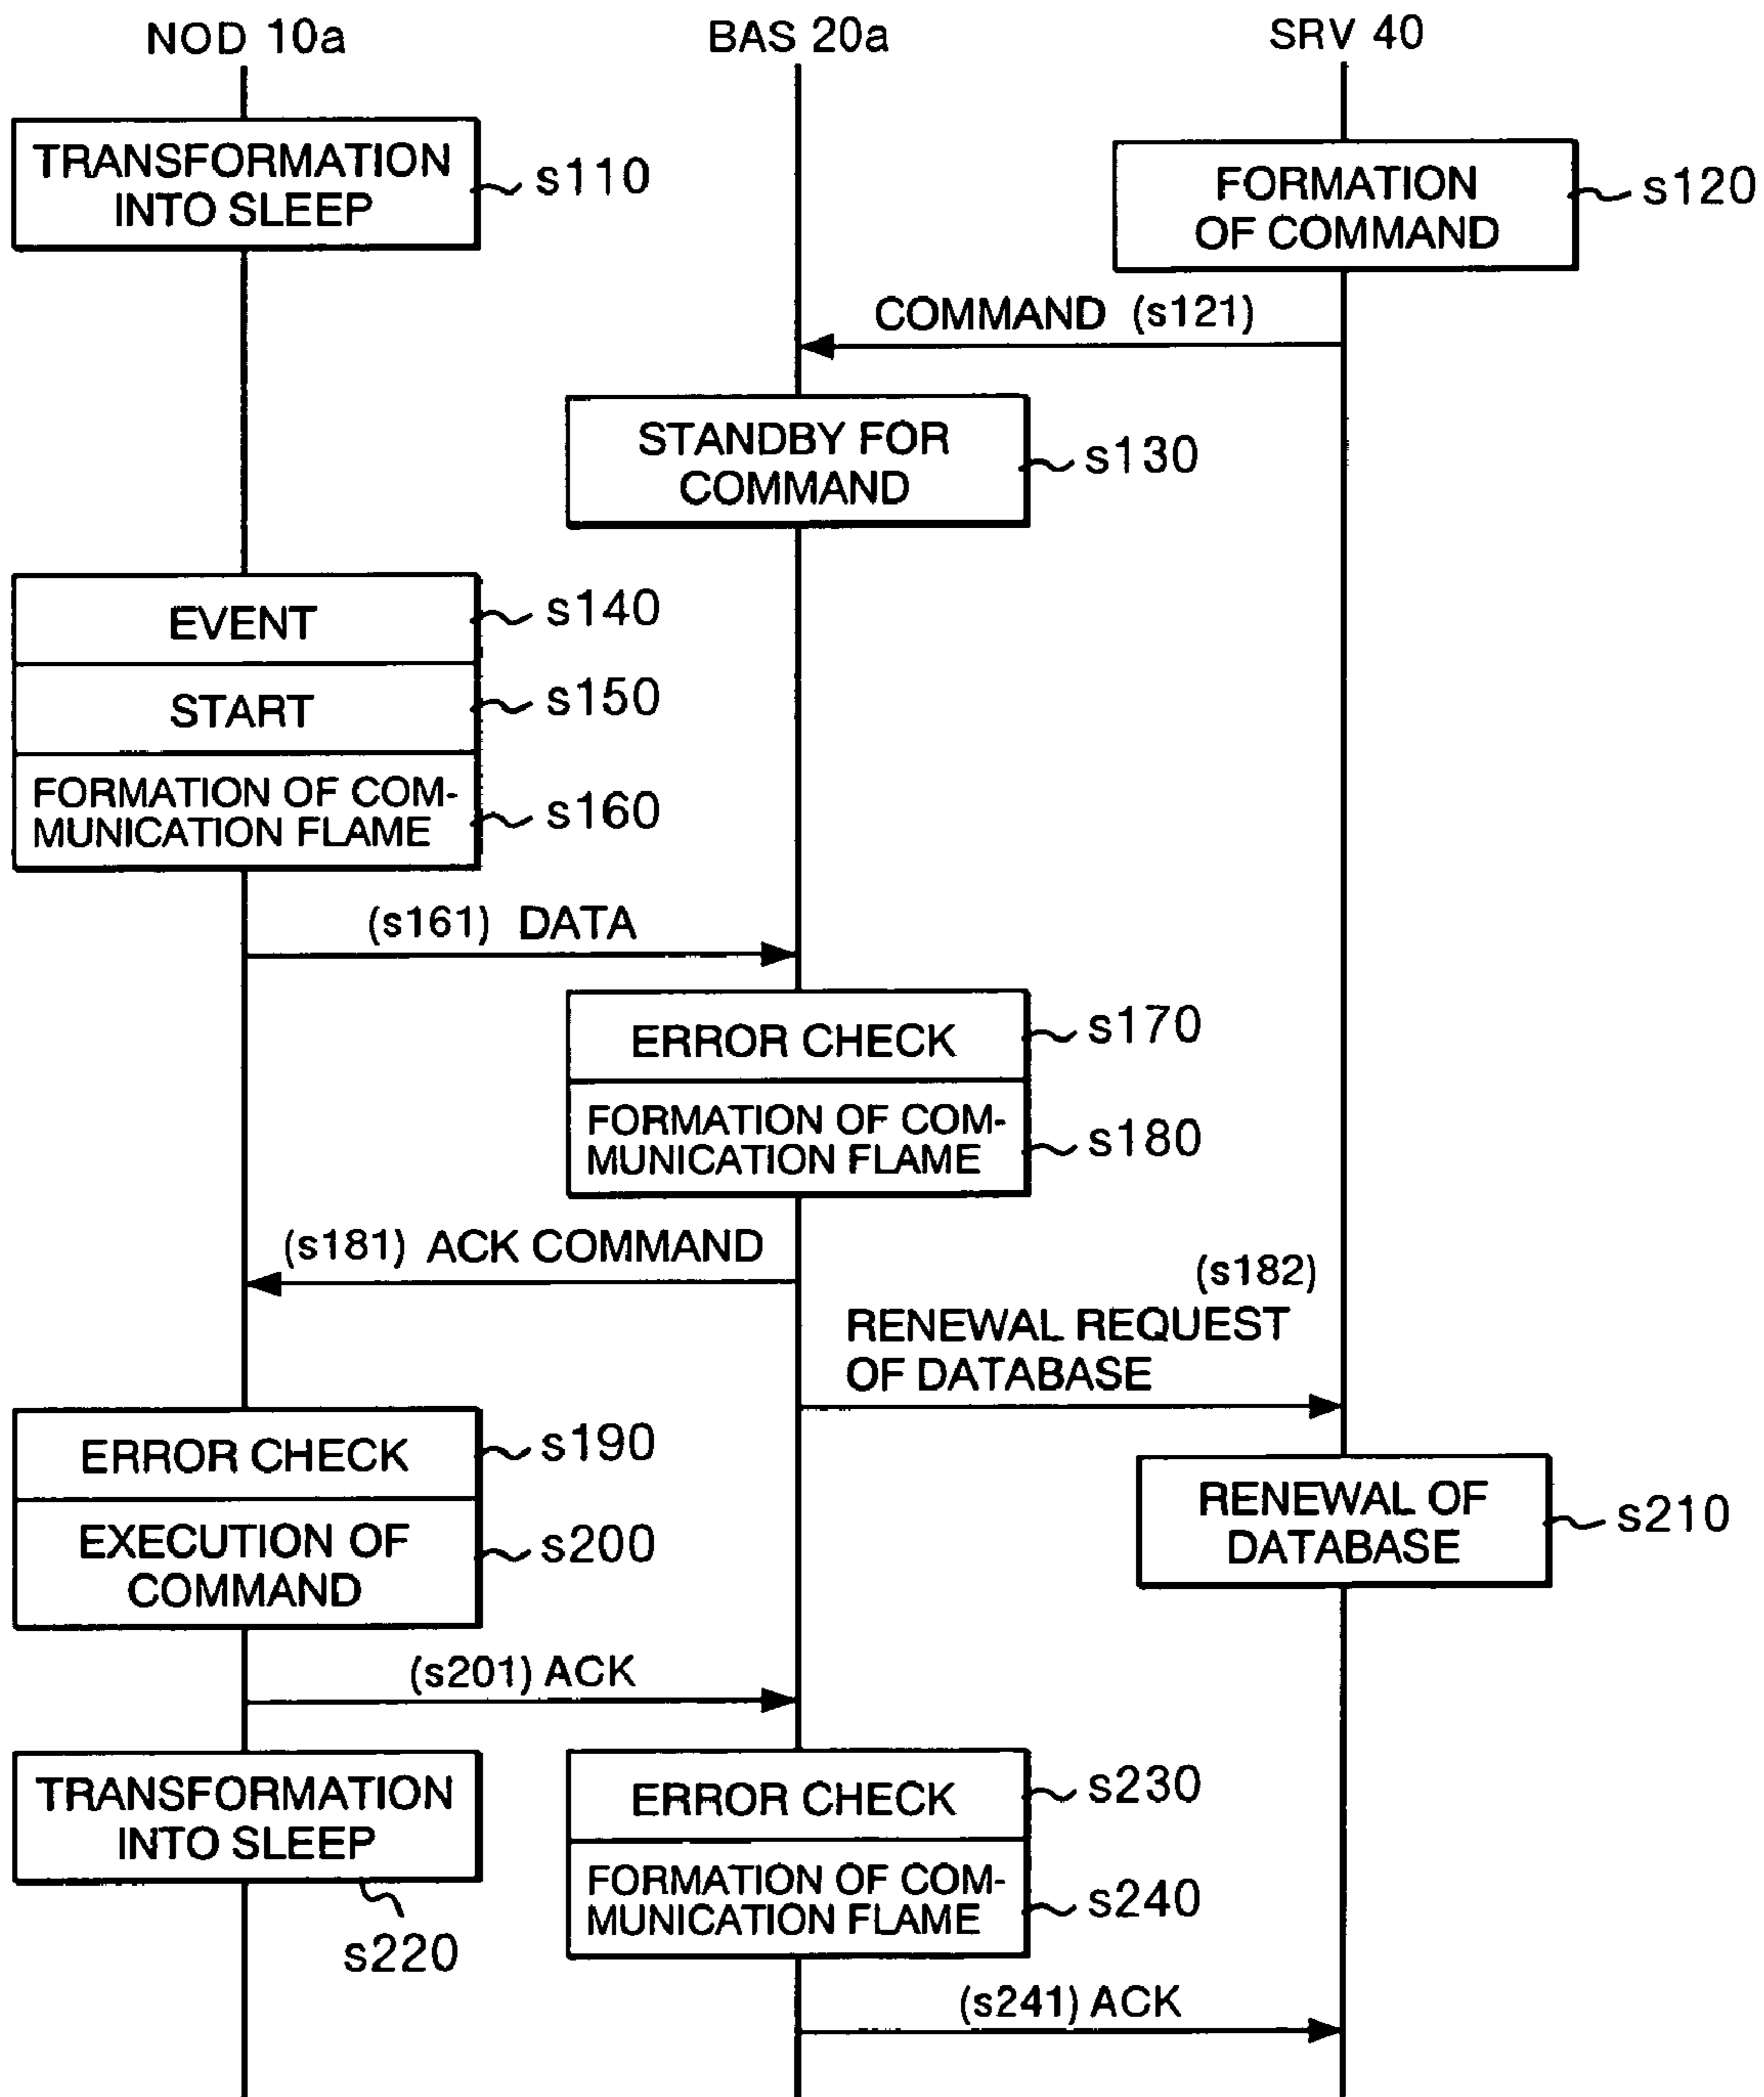 NOD 10a
BAS 20a
SRV 40
TRANSFORMATION
INTO SLEEP
s110
FORMATION
OF COMMAND
s120
COMMAND (s121)
STANDBY FOR
COMMAND
s130
EVENT
s140
START
s150
FORMATION OF COM-
MUNICATION FLAME
s160
(s161) DATA
ERROR CHECK
s170
FORMATION OF COM-
MUNICATION FLAME
s180
(s181) ACK COMMAND
(s182)
RENEWAL REQUEST
OF DATABASE
ERROR CHECK
s190
EXECUTION OF
COMMAND
s200
RENEWAL OF
DATABASE
s210
(s201) ACK
TRANSFORMATION
INTO SLEEP
s220
ERROR CHECK
s230
FORMATION OF COM-
MUNICATION FLAME
s240
(s241) ACK